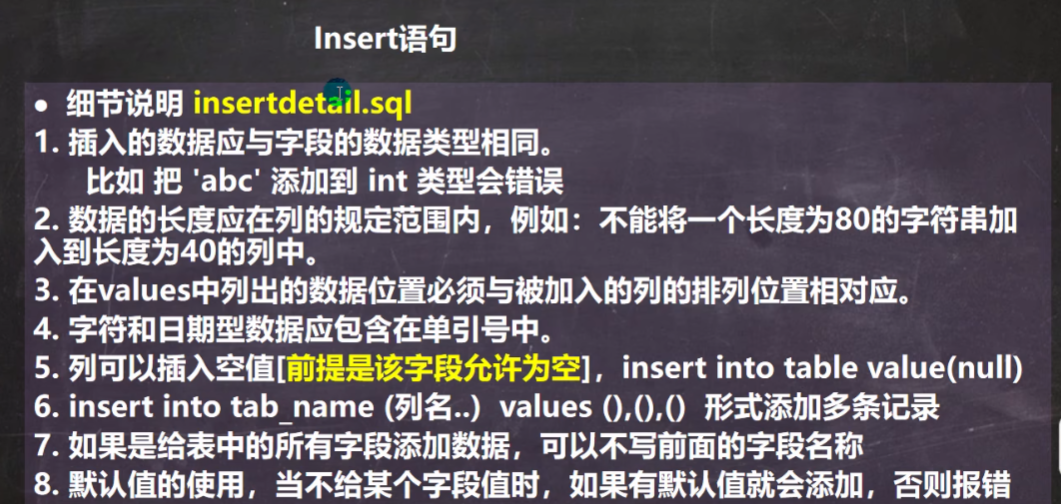 Insert语句
● 细节说明 insertdetail.sql
1. 插入的数据应与字段的数据类型相同。
比如 把 'abc' 添加到 int 类型会错误
2. 数据的长度应在列的规定范围内，例如：不能将一个长度为80的字符串加
入到长度为40的列中。
3. 在values中列出的数据位置必须与被加入的列的排列位置相对应。
4. 字符和日期型数据应包含在单引号中。
5. 列可以插入空值[前提是该字段允许为空]，insert into table value(null)
6. insert into tab_name (列名..) values (),(),() 形式添加多条记录
7. 如果是给表中的所有字段添加数据，可以不写前面的字段名称
8. 默认值的使用，当不给某个字段值时，如果有默认值就会添加，否则报错